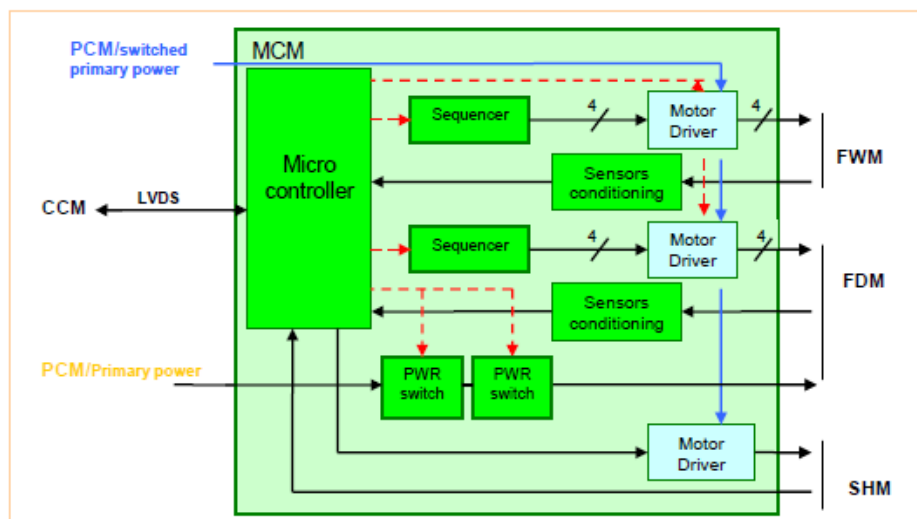 PCM/switched
primary power
MCM
Sequencer
4
Motor
Driver
4
Micro
controller
Sensors
conditioning
FWM
CCM
LVDS
Sequencer
4
Motor
Driver
4
FDM
Sensors
conditioning
PCM/Primary power
PWR
switch
PWR
switch
Motor
Driver
SHM